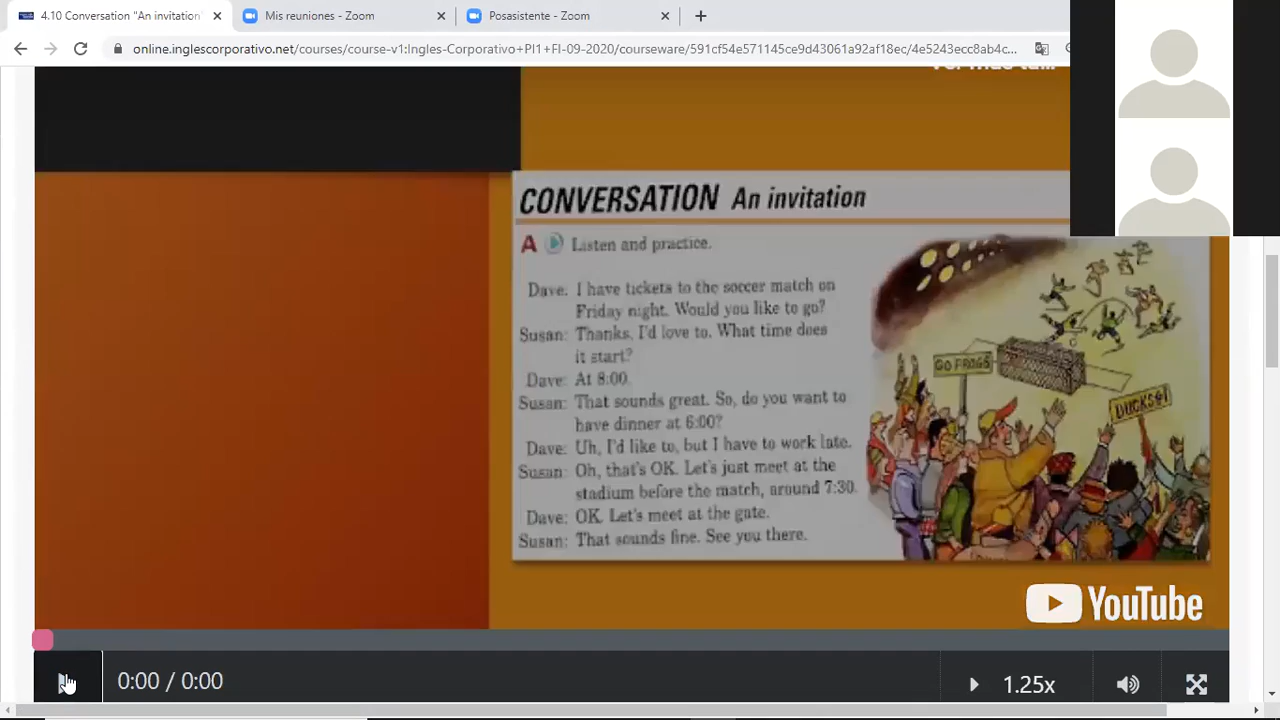 4.10 Conversation "An invitation"
Mis reuniones - Zoom
Posasistente - Zoom
online.inglescorporativo.net/courses/course-v1:Ingles-Corporativo+PI1+FI-09-2020/courseware/591cf54e571145ce9d43061a92af18ec/4e5243ecc8ab4c...
CONVERSATION An invitation
A Listen and practice.
Dave: I have tickets to the soccer match on
Friday night. Would you like to go?
Susan: Thanks, I'd love to. What time does
it start?
Dave: At 8:00.
Susan: That sounds great. So, do you want to
have dinner at 6:00?
Dave: Uh, I'd like to, but I have to work late.
Susan: Oh, that's OK. Let's just meet at the
stadium before the match, around 7:30.
Dave: OK. Let's meet at the gate.
Susan: That sounds fine. See you there.
GO FROGS
DUCKS#1
YouTube
0:00 / 0:00
1.25x